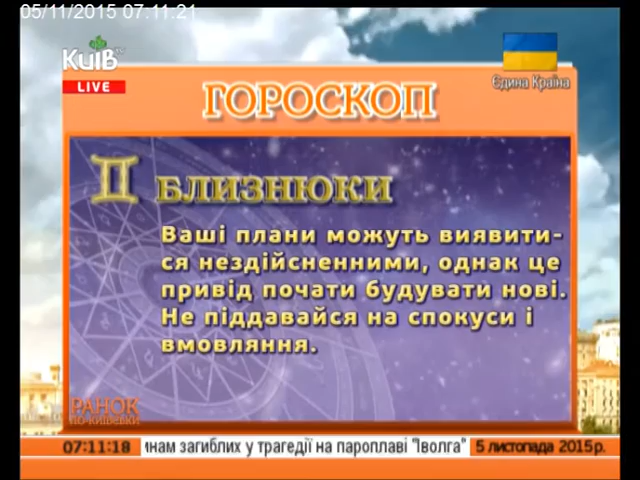 05/11/2015 07:11:21
КиїВ
LIVE
Єдина Країна
ГОРОСКОП
БЛИЗНЮКИ
Ваші плани можуть виявити-
ся нездійсненними, однак це
привід почати будувати нові.
Не піддавайся на спокуси і
вмовляння.
РАНОК
ПО-КИЇВСЬКИ
07:11:18 инам загиблих у трагедії на пароплаві "Іволга" 5 листопада 2015р.